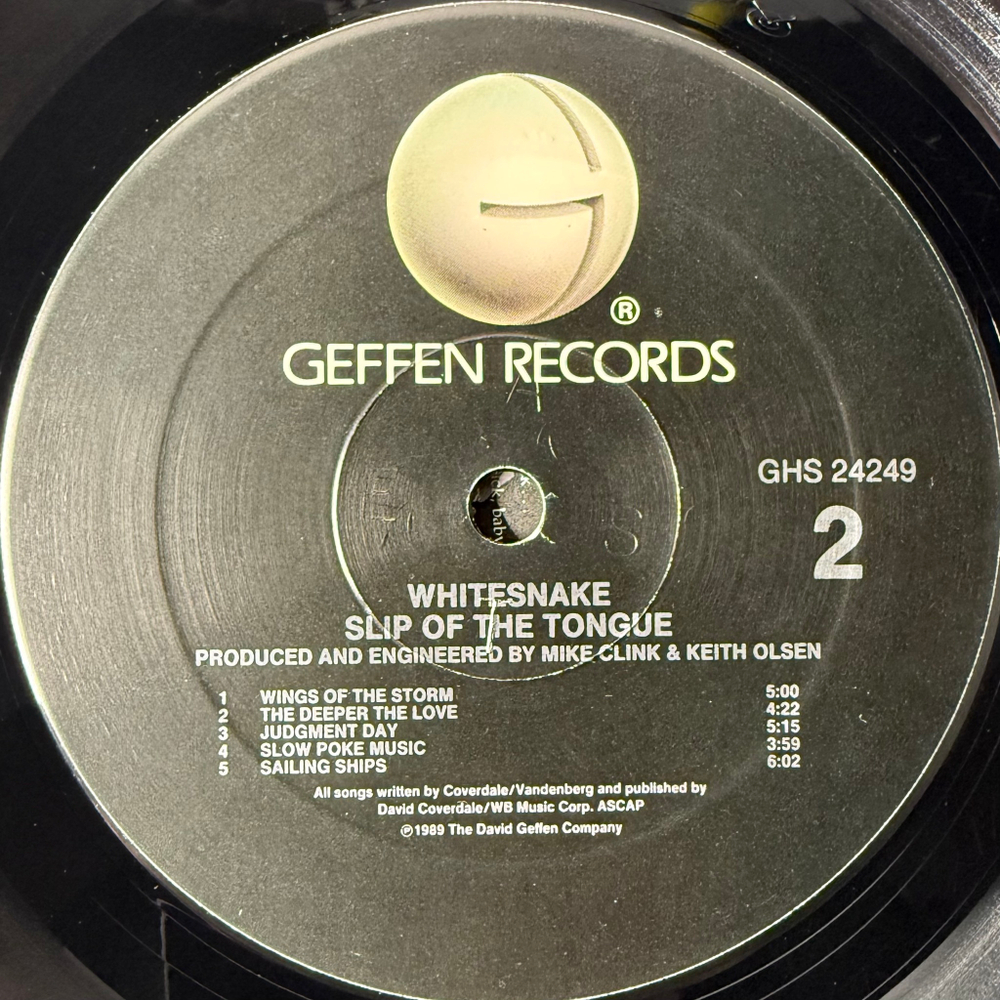 ®
GEFFEN RECORDS
GHS 24249
2
WHITESNAKE
SLIP OF THE TONGUE
PRODUCED AND ENGINEERED BY MIKE CLINK & KEITH OLSEN
1 WINGS OF THE STORM 5:00
2 THE DEEPER THE LOVE 4:22
3 JUDGMENT DAY 5:15
4 SLOW POKE MUSIC 3:59
5 SAILING SHIPS 6:02
All songs written by Coverdale/Vandenberg and published by
David Coverdale/WB Music Corp. ASCAP
℗1989 The David Geffen Company